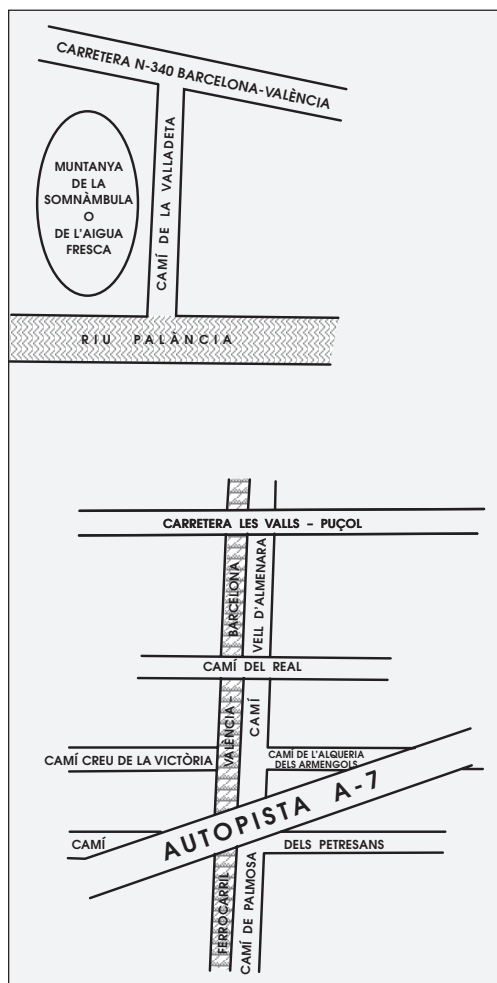 CARRETERA N-340 BARCELONA-VALÈNCIA
MUNTANYA
DE LA
SOMNÀMBULA
O
DE L'AIGUA
FRESCA
CAMÍ DE LA VALLADETA
RIU PALÀNCIA
CARRETERA LES VALLS - PUÇOL
FERROCARRIL VALÈNCIA - BARCELONA
CAMÍ VELL D'ALMENARA
CAMÍ DEL REAL
CAMÍ CREU DE LA VICTÒRIA
CAMÍ DE L'ALQUERIA
DELS ARMENGOLS
AUTOPISTA A-7
CAMÍ DELS PETRESANS
CAMÍ DE PALMOSA